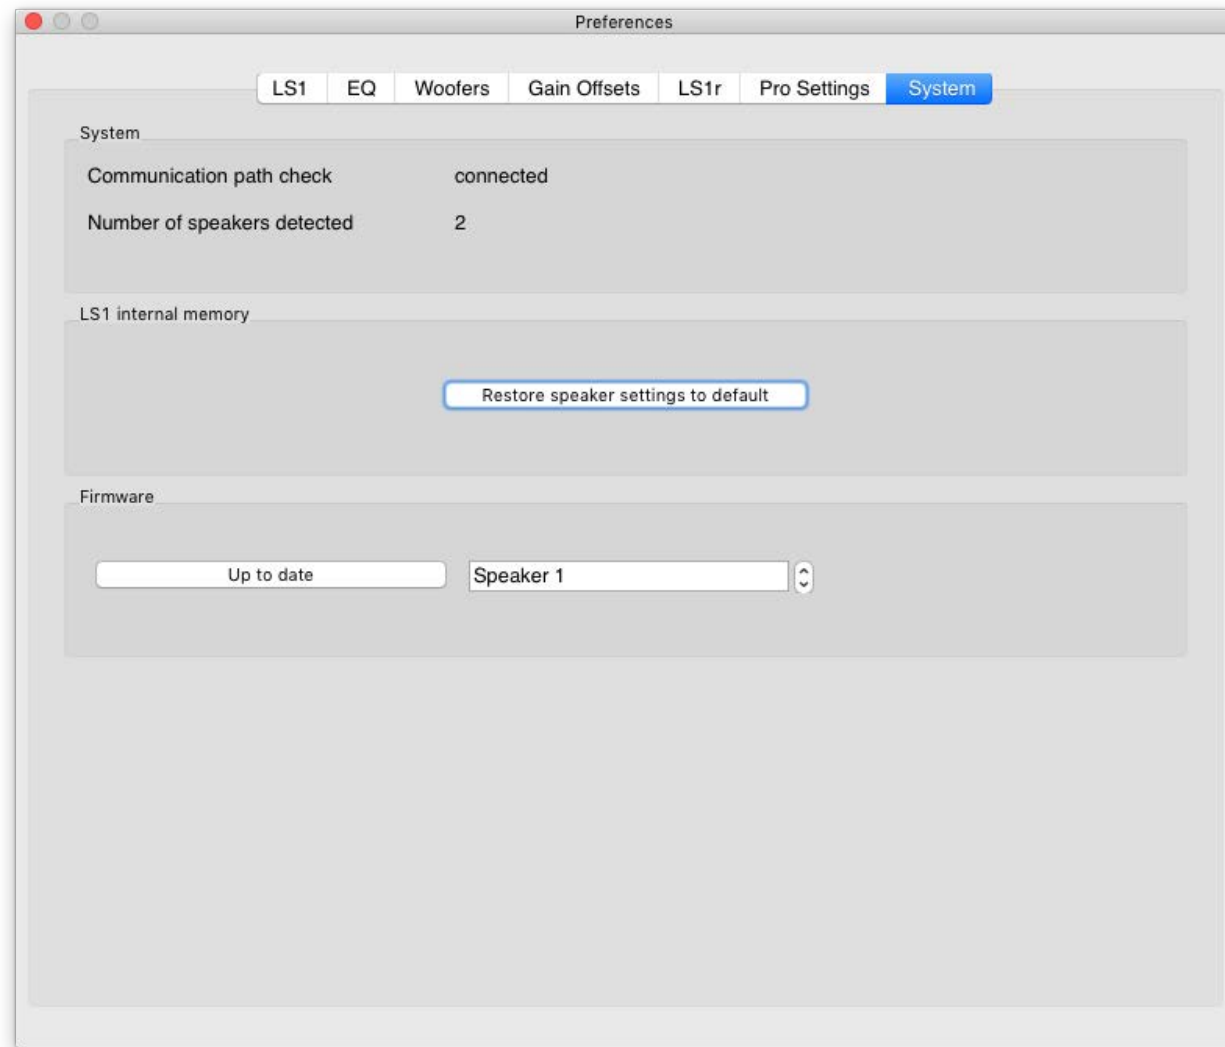 Preferences
LS1 EQ Woofers Gain Offsets LS1r Pro Settings System
System
Communication path check connected
Number of speakers detected 2
LS1 internal memory
Restore speaker settings to default
Firmware
Up to date Speaker 1